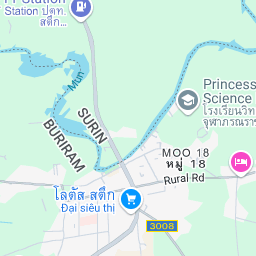 PT Station
Station ปตท.
สตึก...
Mun
SURIN
BURIRAM
Princess
Science
โรงเรียนวิท
จุฬาภรณรา
MOO 18
หมู่ 18
Rural Rd
โลตัส สตึก
Đại siêu thị
3008